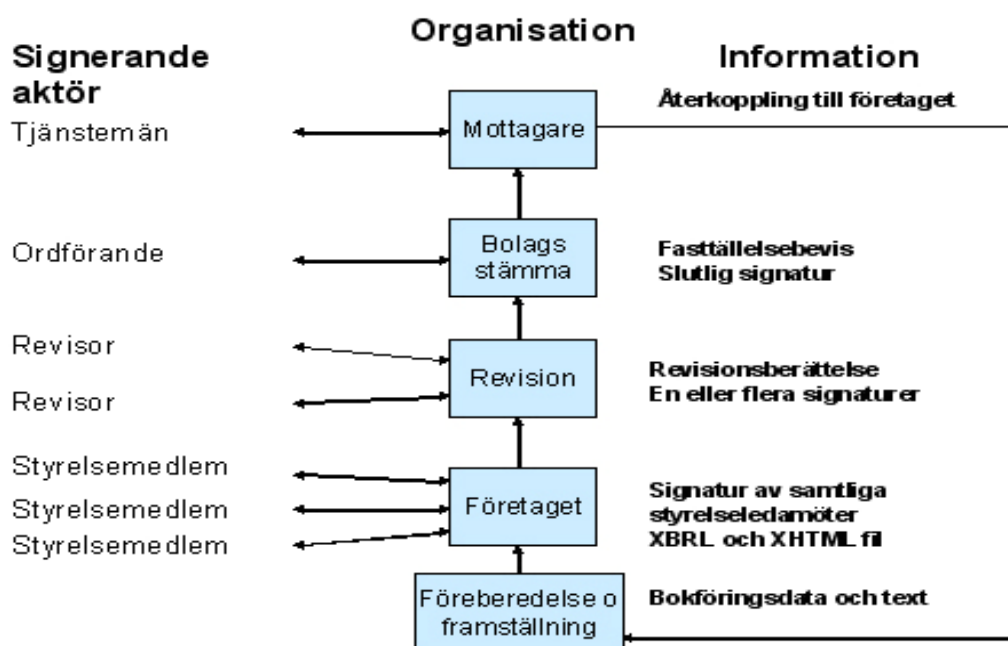 Organisation
Signerande
aktör
Information
Återkoppling till företaget
Tjänstemän
Mottagare
Ordförande
Bolags
stämma
Fasttällelsebevis
Slutlig signatur
Revisor
Revisor
Revision
Revisionsberättelse
En eller flera signaturer
Styrelsemedlem
Styrelsemedlem
Styrelsemedlem
Företaget
Signatur av samtliga
styrelseledamöter
XBRL och XHTML fil
Föreberedelse o
framställning
Bokföringsdata och text